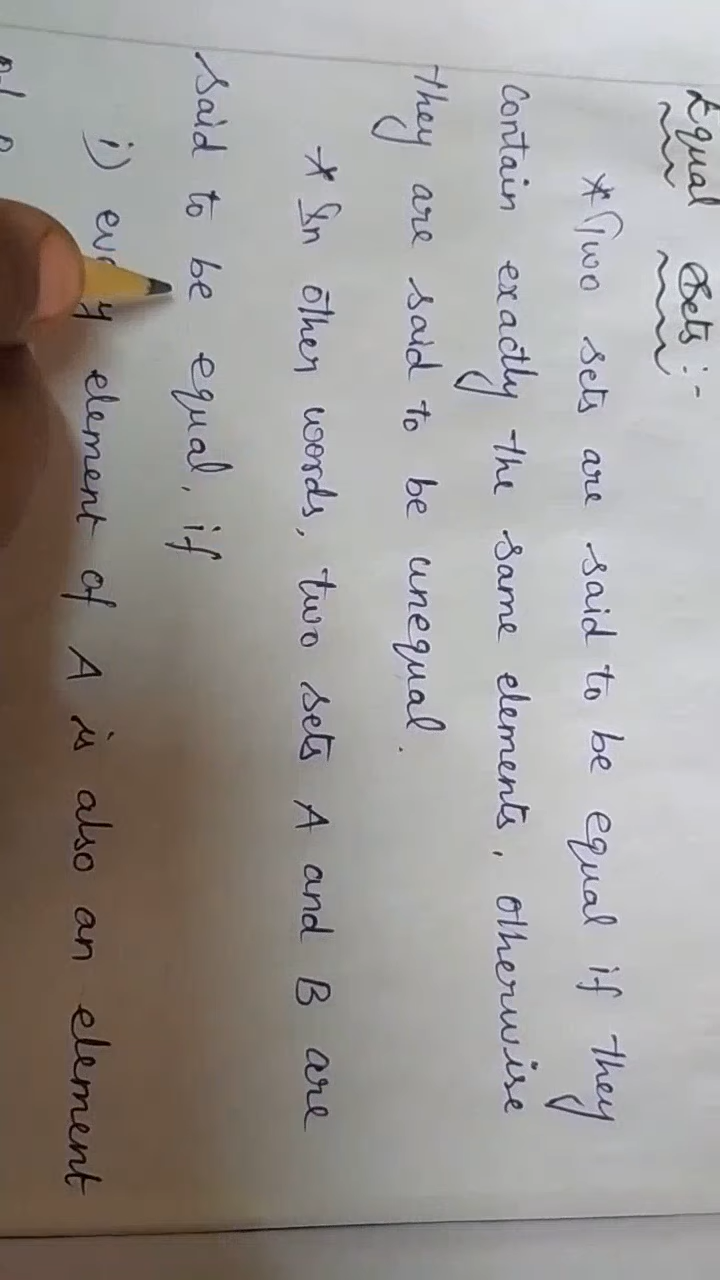 Equal Sets :-
* Two sets are said to be equal if they
contain exactly the same elements, otherwise
they are said to be unequal.
* In other words, two sets A and B are
said to be equal, if
i) every element of A is also an element